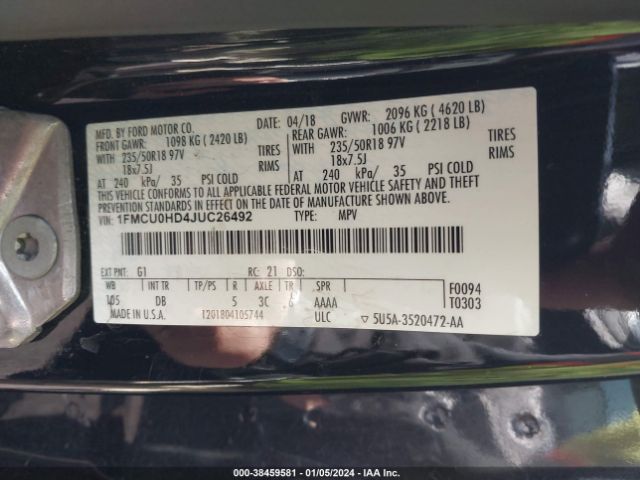 MFD. BY FORD MOTOR CO. DATE: 04/18 GVWR: 2096 KG ( 4620 LB)
FRONT GAWR: 1098 KG ( 2420 LB) REAR GAWR: 1006 KG ( 2218 LB)
WITH 235/50R18 97V TIRES WITH 235/50R18 97V TIRES
18x7.5J RIMS 18x7.5J RIMS
AT 240 kPa/ 35 PSI COLD AT 240 kPa/ 35 PSI COLD
THIS VEHICLE CONFORMS TO ALL APPLICABLE FEDERAL MOTOR VEHICLE SAFETY AND THEFT
PREVENTION STANDARDS IN EFFECT ON THE DATE OF MANUFACTURE SHOWN ABOVE.
VIN: 1FMCU0HD4JUC26492 TYPE: MPV
EXT PNT: G1 RC: 21 DSO:
WB INT TR TP/PS R AXLE TR SPR F0094
105 DB 5 3C 6 AAAA T0303
MADE IN U.S.A. 1201804105744 ULC ▽ 5U5A-3520472-AA
000-38459581 - 01/05/2024 - IAA Inc.